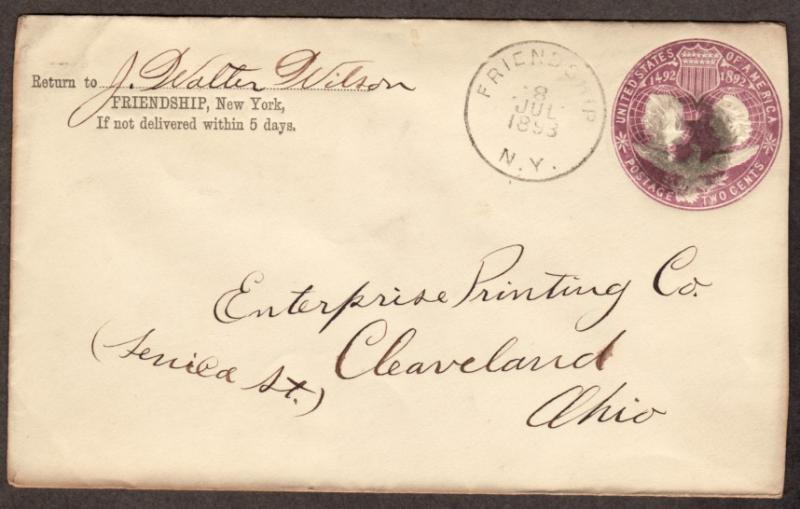 Return to J. Walter Wilson
FRIENDSHIP, New York,
If not delivered within 5 days.
FRIENDSHIP
8
JUL
1893
N.Y.
UNITED STATES OF AMERICA
1492 1892
POSTAGE TWO CENTS
Enterprise Printing Co.
(Seneca St.)
Cleaveland
Ohio